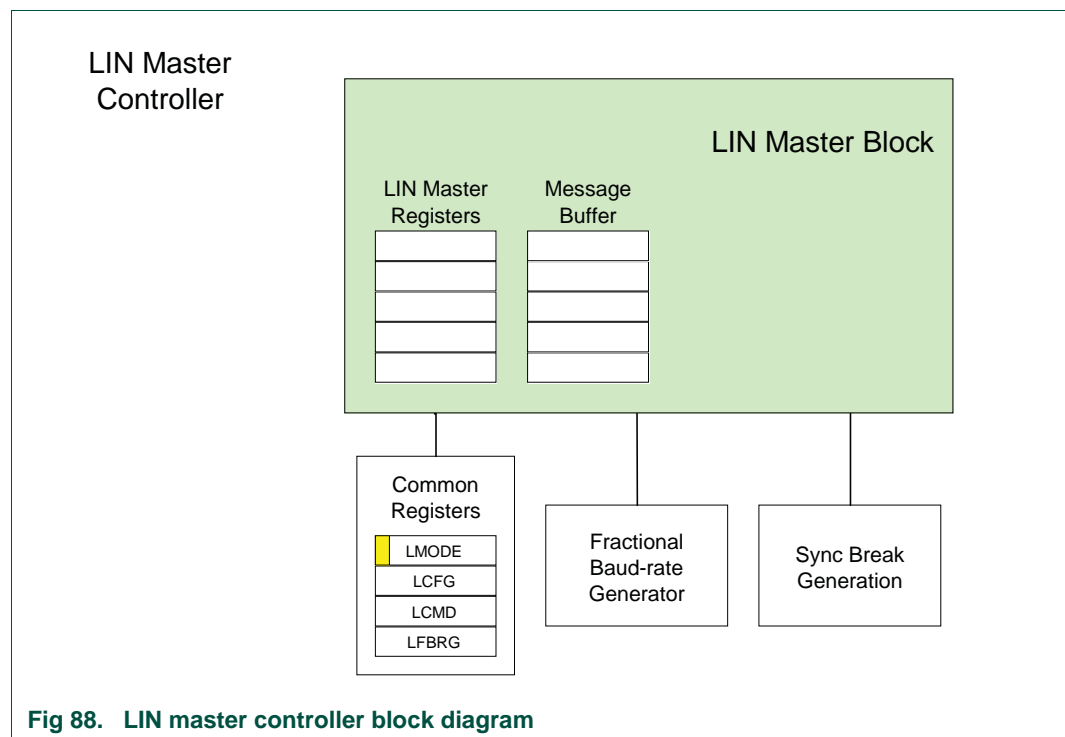 LIN Master
Controller
LIN Master Block
LIN Master
Registers
Message
Buffer
Common
Registers
LMODE
LCFG
LCMD
LFBRG
Fractional
Baud-rate
Generator
Sync Break
Generation
Fig 88. LIN master controller block diagram